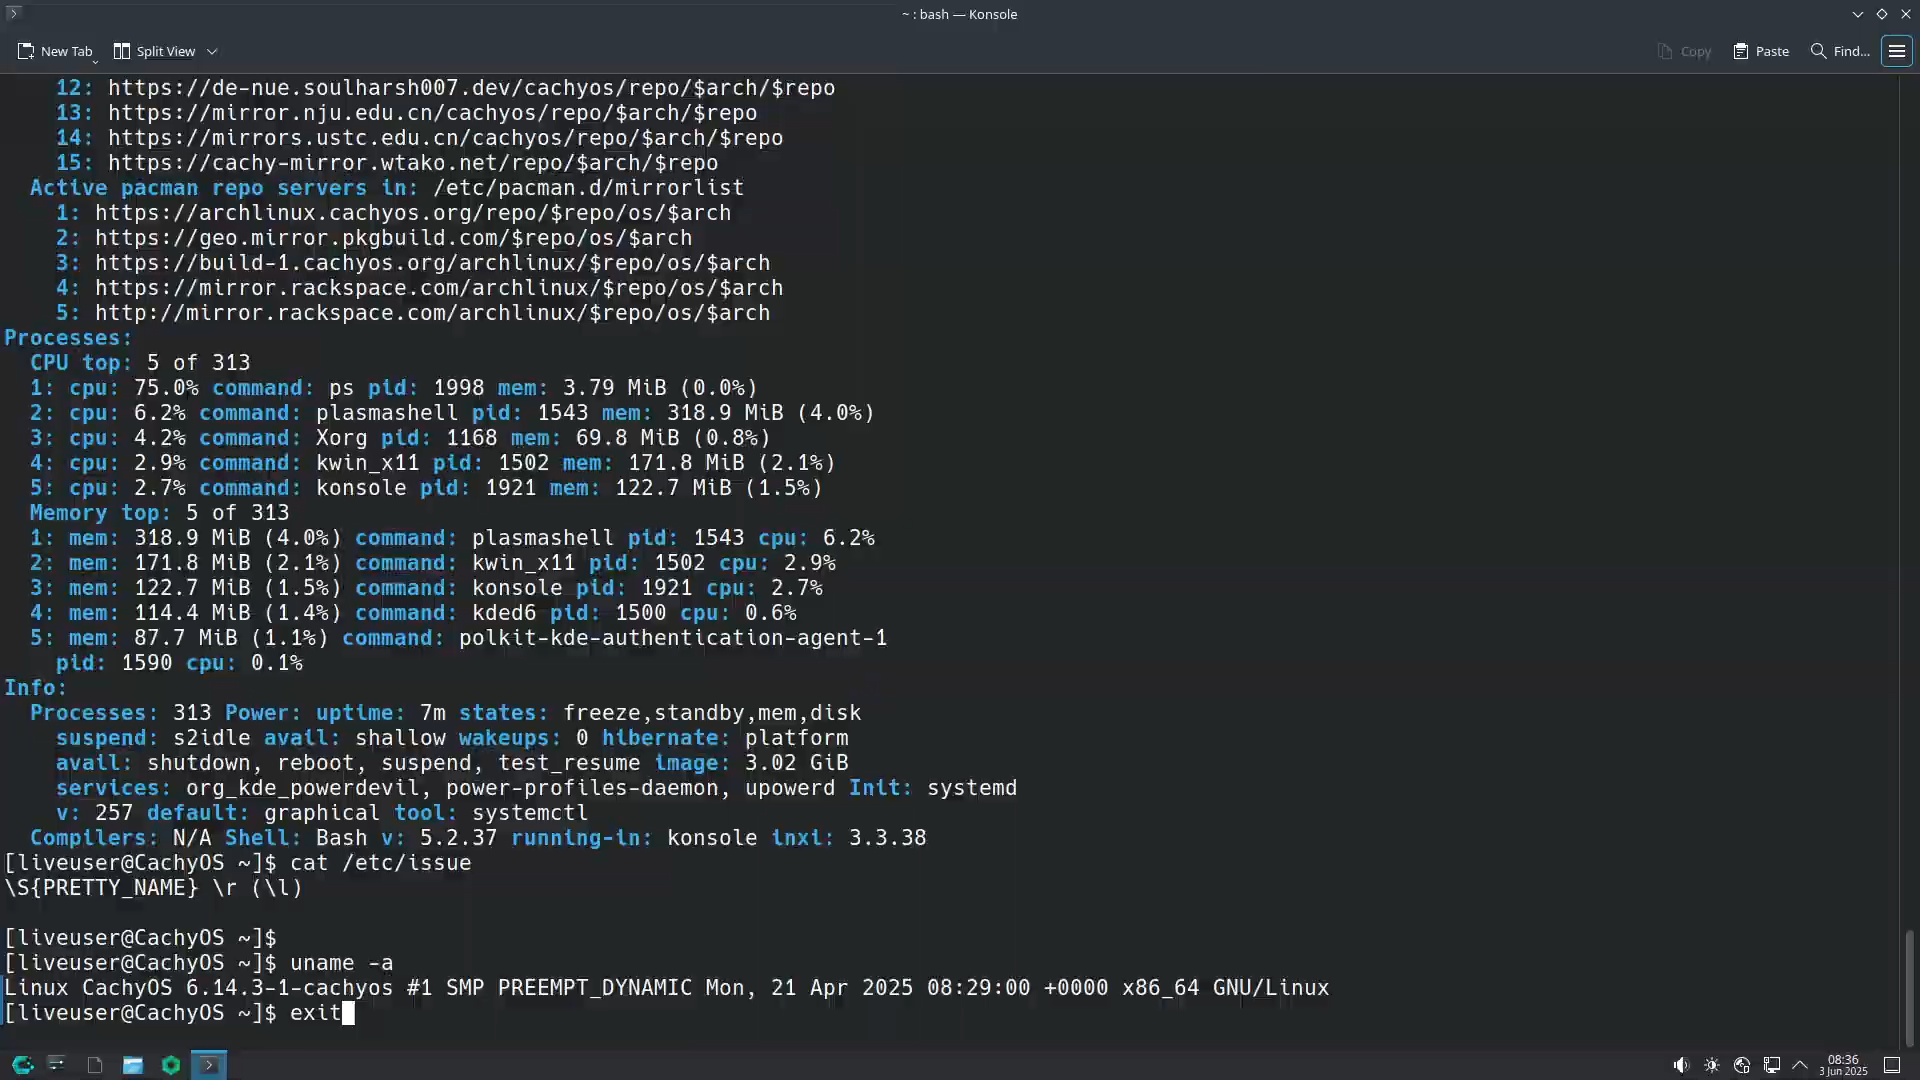 ~ : bash — Konsole
New Tab
Split View
Copy
Paste
Find...
12: https://de-nue.soulharsh007.dev/cachyos/repo/$arch/$repo
13: https://mirror.nju.edu.cn/cachyos/repo/$arch/$repo
14: https://mirrors.ustc.edu.cn/cachyos/repo/$arch/$repo
15: https://cachy-mirror.wtako.net/repo/$arch/$repo
Active pacman repo servers in: /etc/pacman.d/mirrorlist
1: https://archlinux.cachyos.org/repo/$repo/os/$arch
2: https://geo.mirror.pkgbuild.com/$repo/os/$arch
3: https://build-1.cachyos.org/archlinux/$repo/os/$arch
4: https://mirror.rackspace.com/archlinux/$repo/os/$arch
5: http://mirror.rackspace.com/archlinux/$repo/os/$arch
Processes:
CPU top: 5 of 313
1: cpu: 75.0% command: ps pid: 1998 mem: 3.79 MiB (0.0%)
2: cpu: 6.2% command: plasmashell pid: 1543 mem: 318.9 MiB (4.0%)
3: cpu: 4.2% command: Xorg pid: 1168 mem: 69.8 MiB (0.8%)
4: cpu: 2.9% command: kwin_x11 pid: 1502 mem: 171.8 MiB (2.1%)
5: cpu: 2.7% command: konsole pid: 1921 mem: 122.7 MiB (1.5%)
Memory top: 5 of 313
1: mem: 318.9 MiB (4.0%) command: plasmashell pid: 1543 cpu: 6.2%
2: mem: 171.8 MiB (2.1%) command: kwin_x11 pid: 1502 cpu: 2.9%
3: mem: 122.7 MiB (1.5%) command: konsole pid: 1921 cpu: 2.7%
4: mem: 114.4 MiB (1.4%) command: kded6 pid: 1500 cpu: 0.6%
5: mem: 87.7 MiB (1.1%) command: polkit-kde-authentication-agent-1
pid: 1590 cpu: 0.1%
Info:
Processes: 313 Power: uptime: 7m states: freeze,standby,mem,disk
suspend: s2idle avail: shallow wakeups: 0 hibernate: platform
avail: shutdown, reboot, suspend, test_resume image: 3.02 GiB
services: org_kde_powerdevil, power-profiles-daemon, upowerd Init: systemd
v: 257 default: graphical tool: systemctl
Compilers: N/A Shell: Bash v: 5.2.37 running-in: konsole inxi: 3.3.38
[liveuser@CachyOS ~]$ cat /etc/issue
\S{PRETTY_NAME} \r (\l)
[liveuser@CachyOS ~]$
[liveuser@CachyOS ~]$ uname -a
Linux CachyOS 6.14.3-1-cachyos #1 SMP PREEMPT_DYNAMIC Mon, 21 Apr 2025 08:29:00 +0000 x86_64 GNU/Linux
[liveuser@CachyOS ~]$ exit
08:36
3 Jun 2025